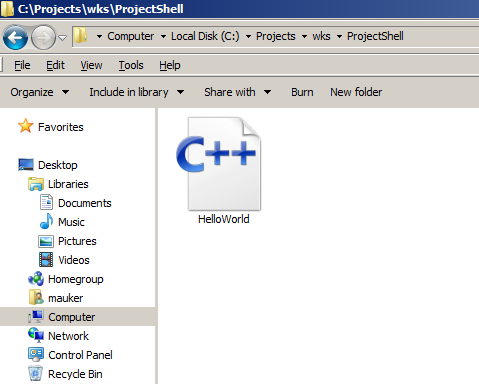 C:\Projects\wks\ProjectShell
Computer Local Disk (C:) Projects wks ProjectShell
File Edit View Tools Help
Organize Include in library Share with Burn New folder
Favorites
Desktop
Libraries
Documents
Music
Pictures
Videos
Homegroup
mauker
Computer
Network
Control Panel
Recycle Bin
C++
HelloWorld